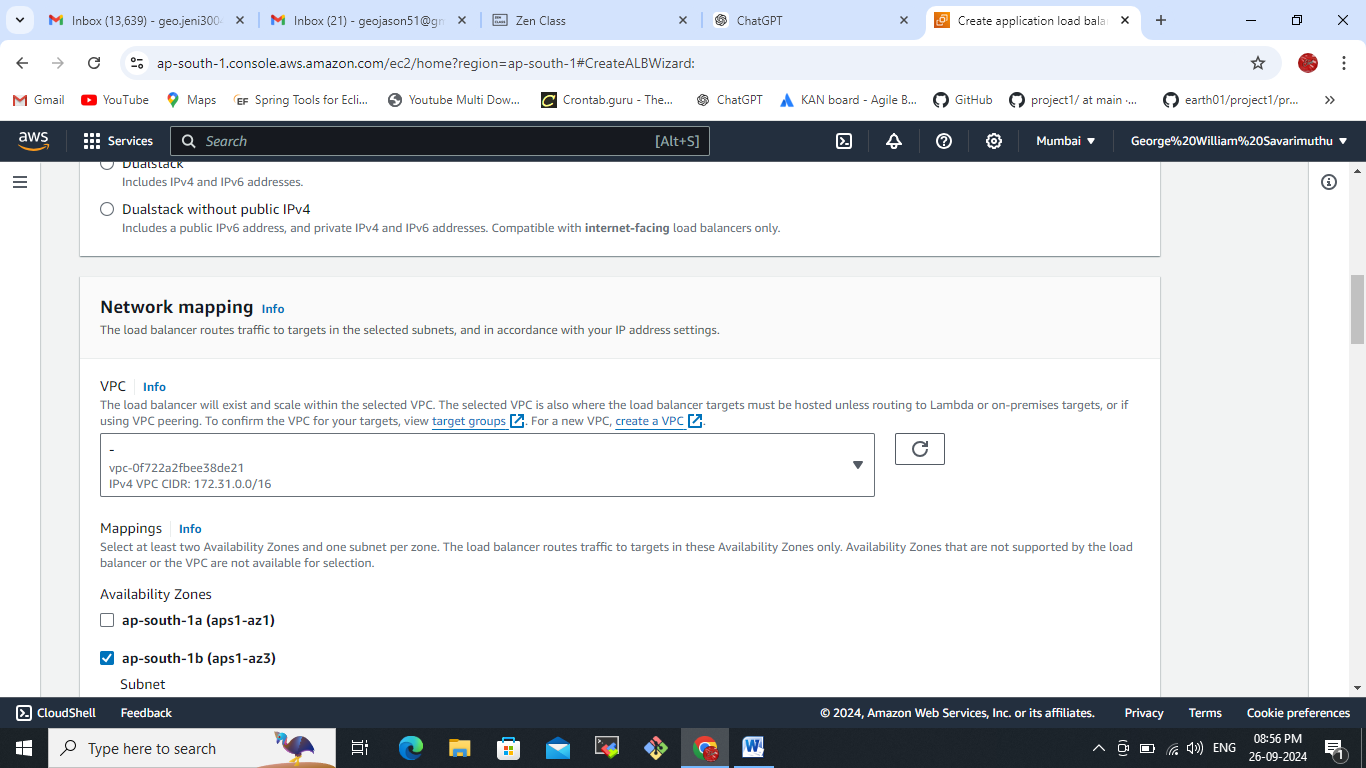 Inbox (13,639) - geo.jeni300
Inbox (21) - geojason51@gm
Zen Class
ChatGPT
Create application load bala
ap-south-1.console.aws.amazon.com/ec2/home?region=ap-south-1#CreateALBWizard:
Gmail
YouTube
Maps
Spring Tools for Ecli...
Youtube Multi Dow...
Crontab.guru - The...
ChatGPT
KAN board - Agile B...
GitHub
project1/ at main ·...
earth01/project1/pr...
aws
Services
Search
[Alt+S]
Mumbai
George%20William%20Savarimuthu
Dualstack
Includes IPv4 and IPv6 addresses.
Dualstack without public IPv4
Includes a public IPv6 address, and private IPv4 and IPv6 addresses. Compatible with internet-facing load balancers only.
Network mapping Info
The load balancer routes traffic to targets in the selected subnets, and in accordance with your IP address settings.
VPC Info
The load balancer will exist and scale within the selected VPC. The selected VPC is also where the load balancer targets must be hosted unless routing to Lambda or on-premises targets, or if
using VPC peering. To confirm the VPC for your targets, view target groups. For a new VPC, create a VPC.
-
vpc-0f722a2fbee38de21
IPv4 VPC CIDR: 172.31.0.0/16
Mappings Info
Select at least two Availability Zones and one subnet per zone. The load balancer routes traffic to targets in these Availability Zones only. Availability Zones that are not supported by the load
balancer or the VPC are not available for selection.
Availability Zones
ap-south-1a (aps1-az1)
ap-south-1b (aps1-az3)
Subnet
CloudShell
Feedback
© 2024, Amazon Web Services, Inc. or its affiliates.
Privacy
Terms
Cookie preferences
Type here to search
ENG
08:56 PM
26-09-2024
1